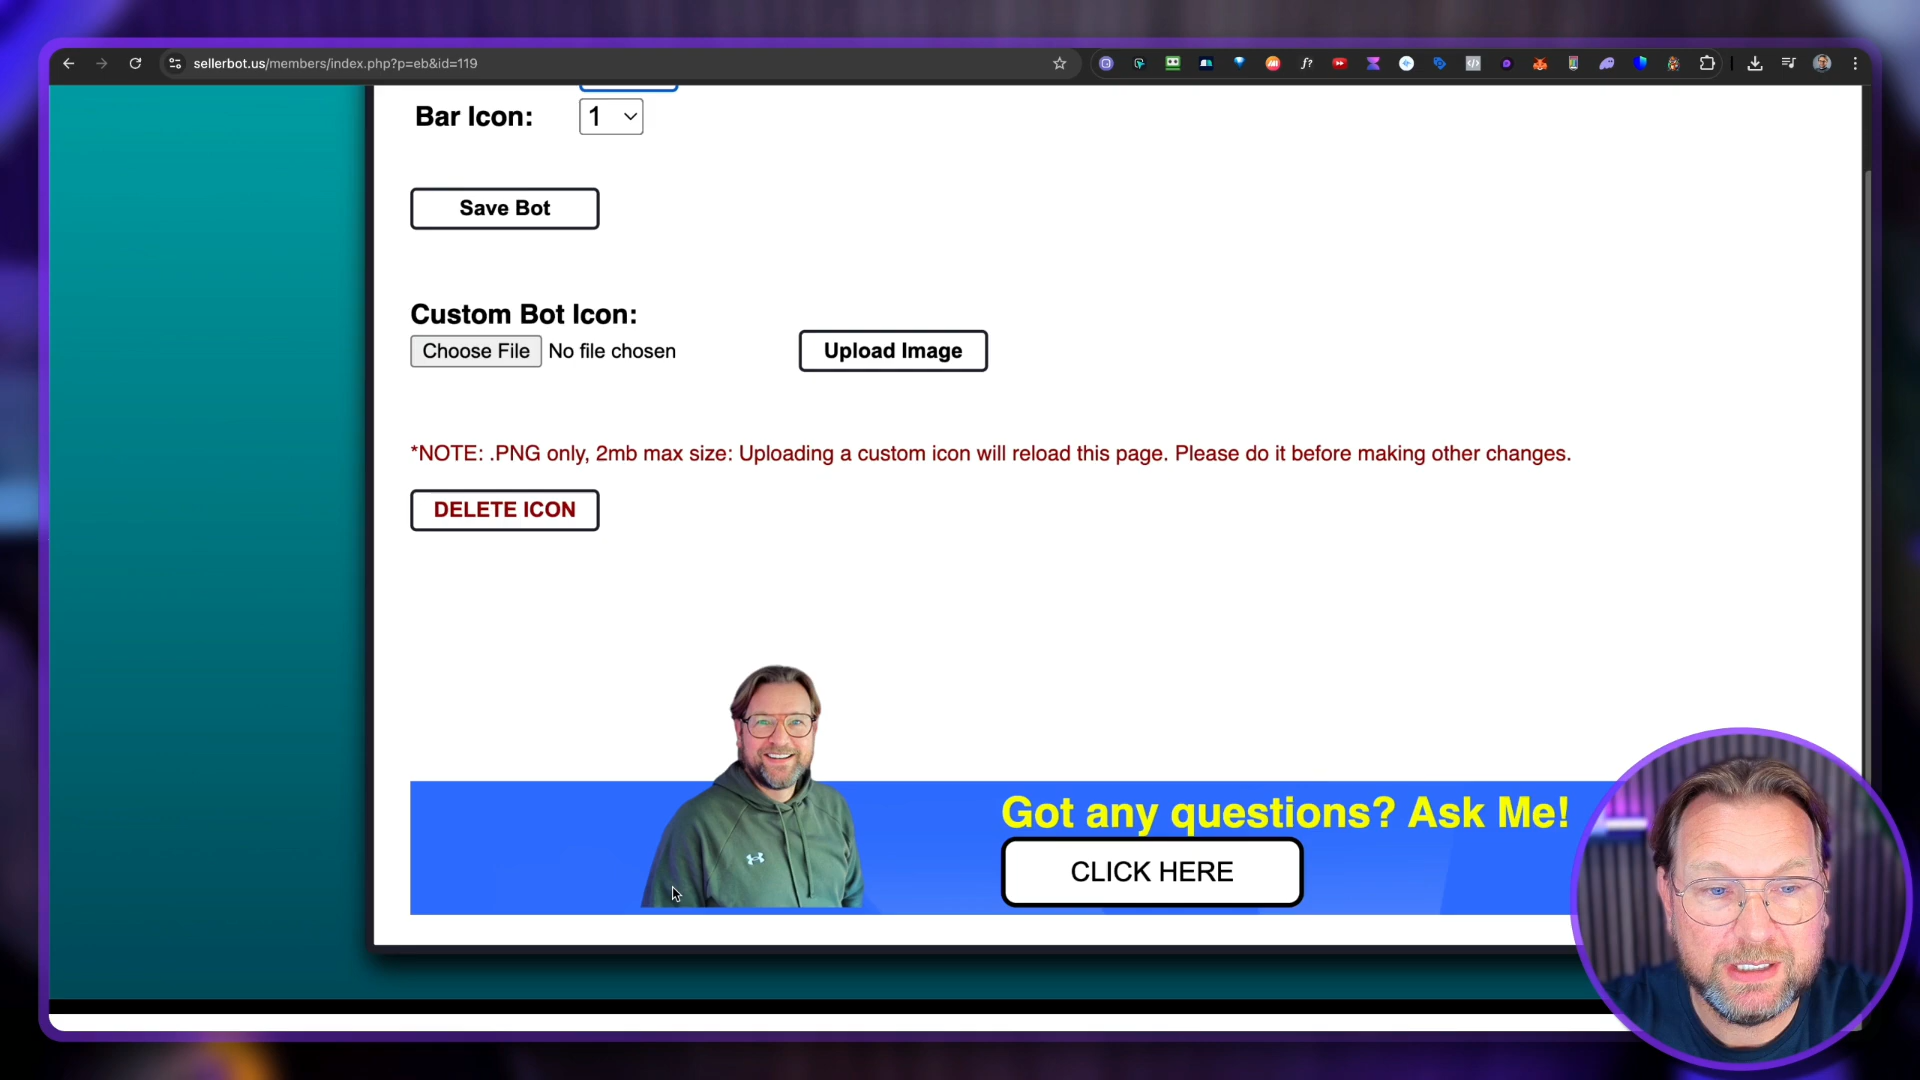 sellerbot.us/members/index.php?p=eb&id=119
Bar Icon: 1
Save Bot
Custom Bot Icon:
Choose File No file chosen Upload Image
*NOTE: .PNG only, 2mb max size: Uploading a custom icon will reload this page. Please do it before making other changes.
DELETE ICON
Got any questions? Ask Me!
CLICK HERE